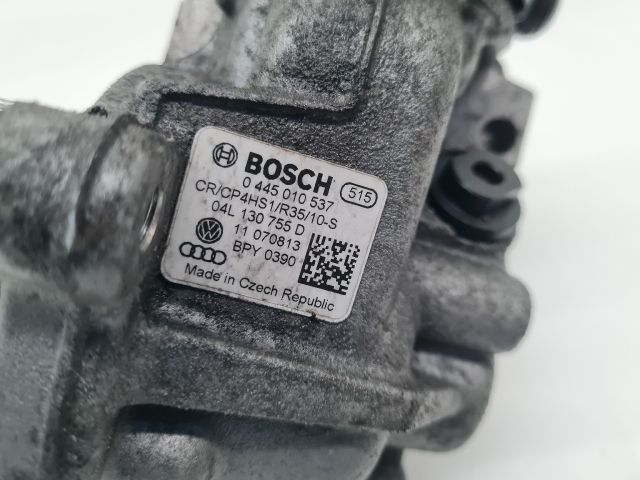 BOSCH 515
0 445 010 537
CR/CP4HS1/R35/10-S
04L 130 755 D
11 070813
BPY 0390
Made in Czech Republic